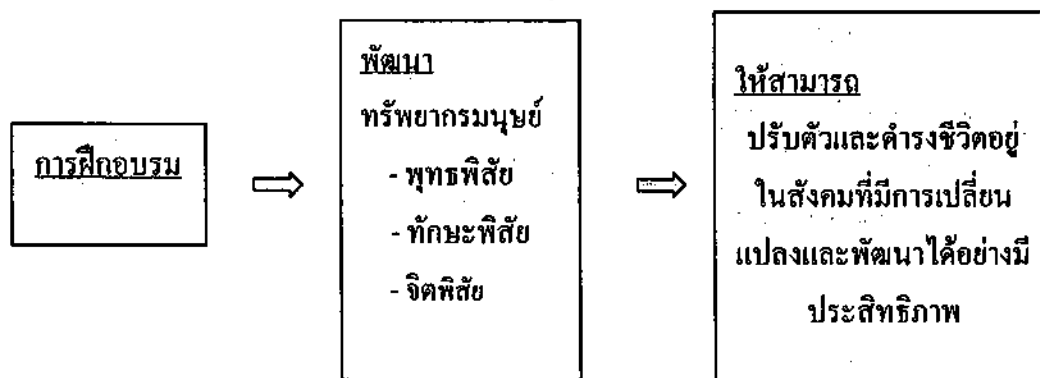 การฝึกอบรม
พัฒนา
ทรัพยากรมนุษย์
- พุทธพิสัย
- ทักษะพิสัย
- จิตพิสัย
ให้สามารถ
ปรับตัวและดำรงชีวิตอยู่
ในสังคมที่มีการเปลี่ยน
แปลงและพัฒนาได้อย่างมี
ประสิทธิภาพ